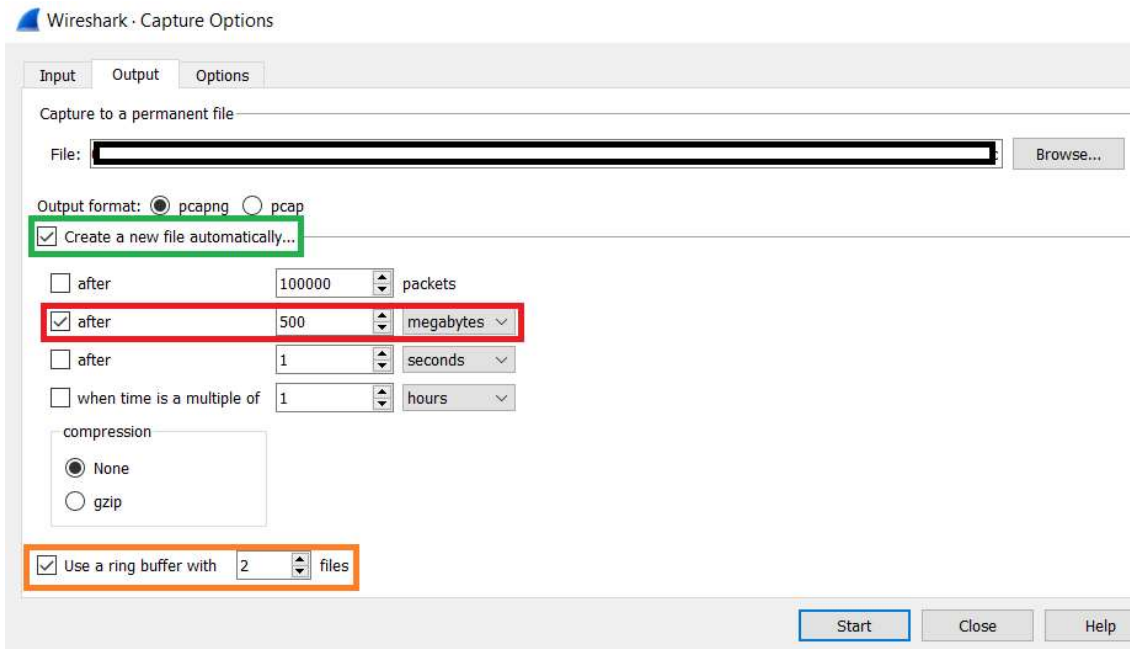 Wireshark · Capture Options
Input Output Options
Capture to a permanent file
File: Browse...
Output format: pcapng pcap
Create a new file automatically...
after 100000 packets
after 500 megabytes
after 1 seconds
when time is a multiple of 1 hours
compression
None
gzip
Use a ring buffer with 2 files
Start Close Help